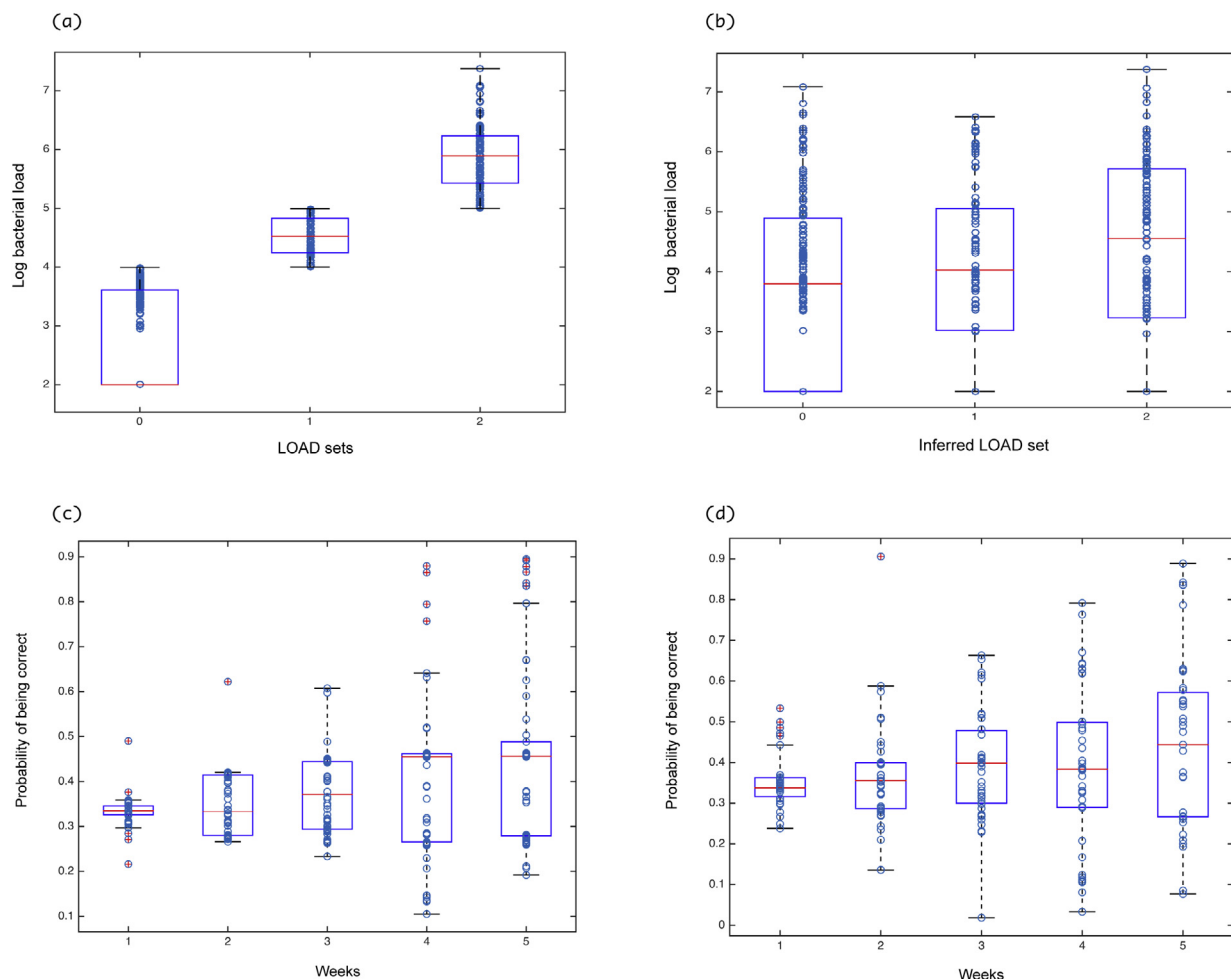 (a)
7
6
5
4
3
2
Log bacterial load
0 1 2
LOAD sets
(b)
7
6
5
4
3
2
Log bacterial load
0 1 2
Inferred LOAD set
(c)
0.9
0.8
0.7
0.6
0.5
0.4
0.3
0.2
0.1
Probability of being correct
1 2 3 4 5
Weeks
(d)
0.9
0.8
0.7
0.6
0.5
0.4
0.3
0.2
0.1
0
Probability of being correct
1 2 3 4 5
Weeks